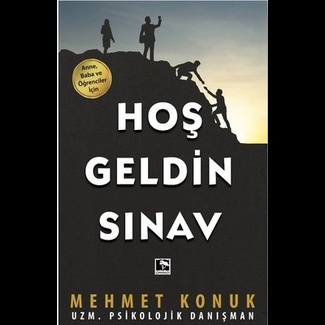 Anne,
Baba ve
Öğrenciler
İçin
HOŞ
GELDİN
SINAV
MEHMET KONUK
UZM. PSİKOLOJİK DANIŞMAN